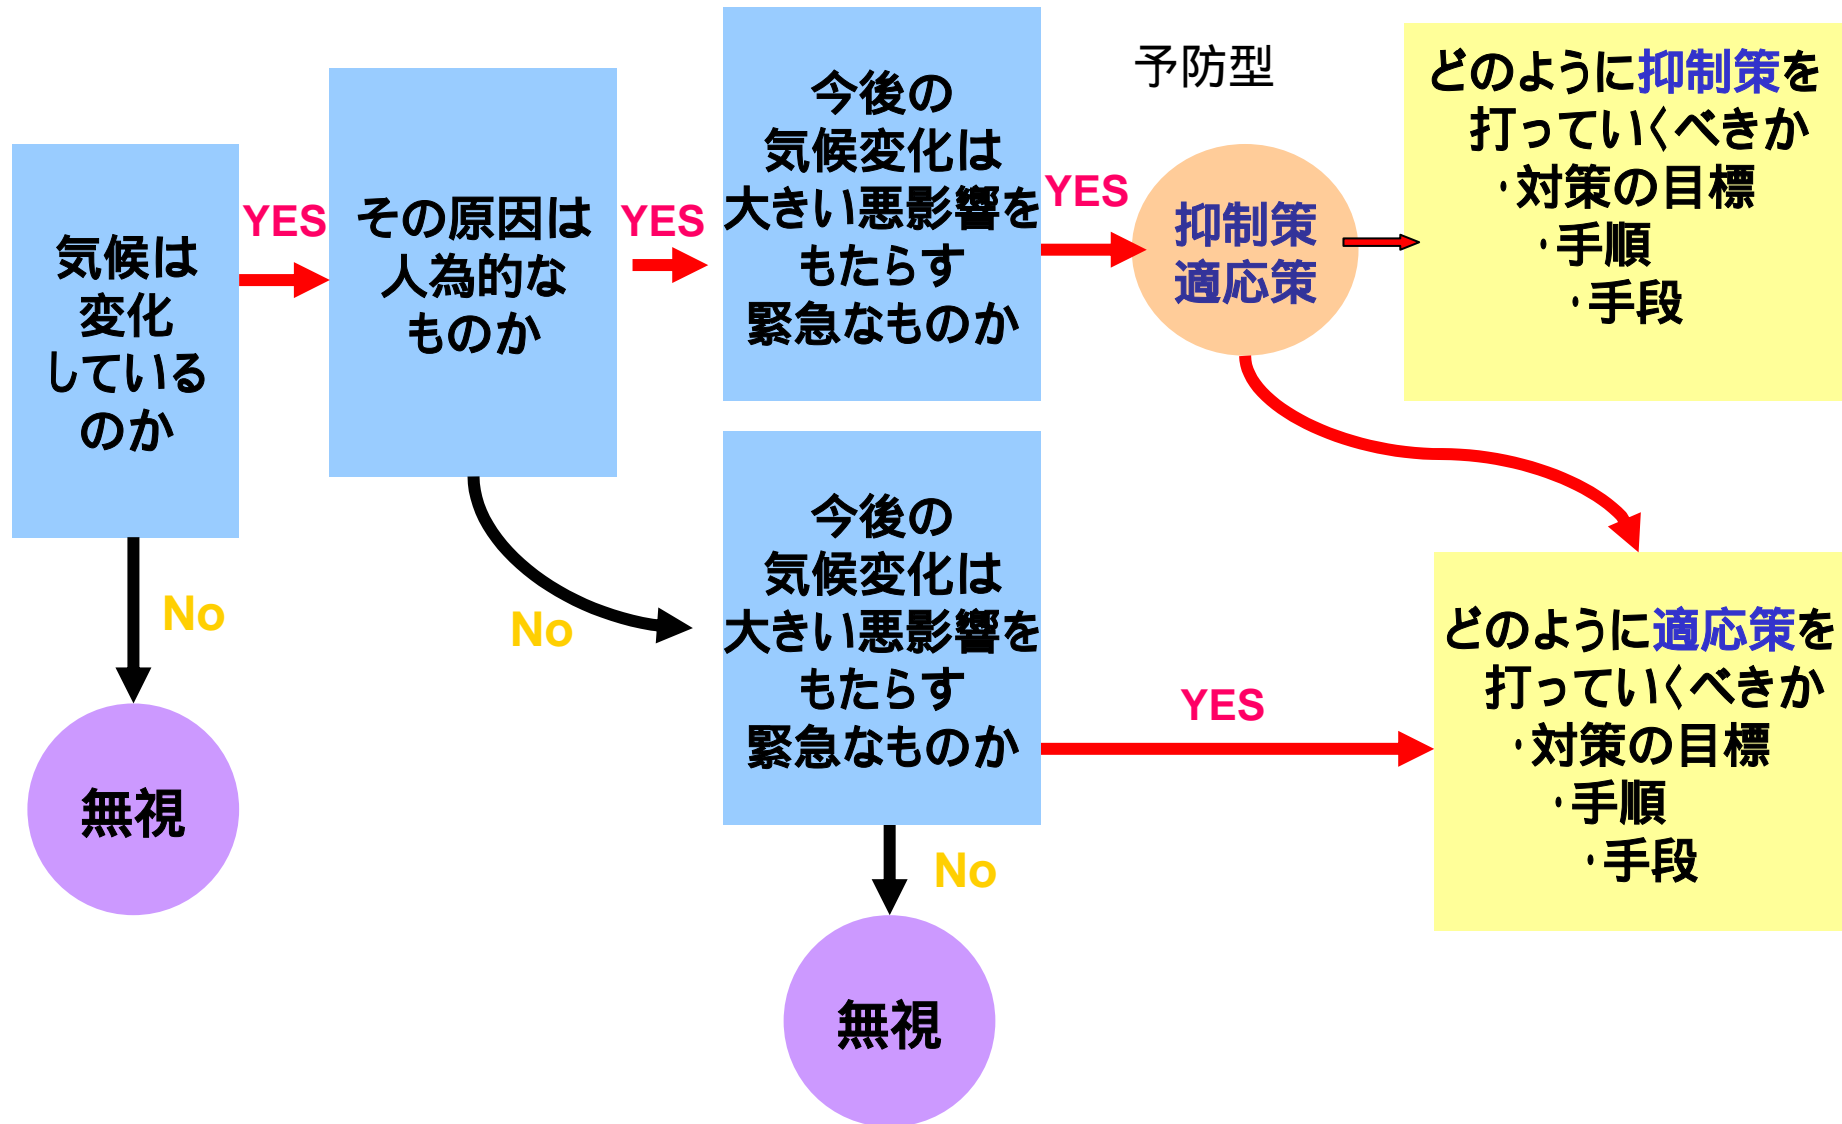 気候は
変化
している
のか
YES
その原因は
人為的な
ものか
YES
今後の
気候変化は
大きい悪影響を
もたらす
緊急なものか
YES
予防型
抑制策
適応策
どのように抑制策を
打っていくべきか
・対策の目標
・手順
・手段
No
無視
No
今後の
気候変化は
大きい悪影響を
もたらす
緊急なものか
YES
どのように適応策を
打っていくべきか
・対策の目標
・手順
・手段
No
無視